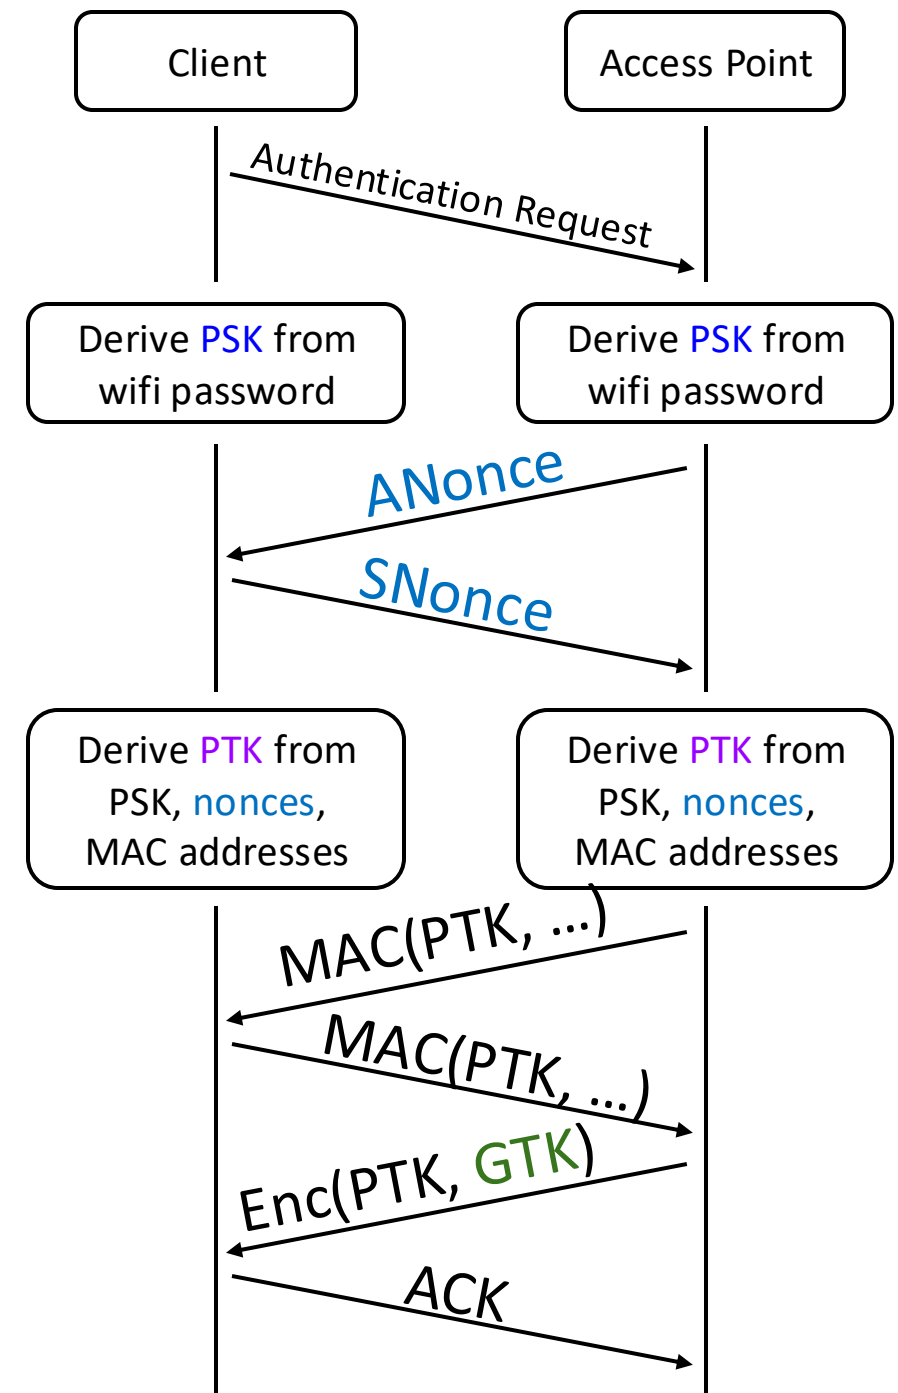 Client
Access Point
Authentication Request
Derive PSK from
wifi password
Derive PSK from
wifi password
ANonce
SNonce
Derive PTK from
PSK, nonces,
MAC addresses
Derive PTK from
PSK, nonces,
MAC addresses
MAC(PTK, …)
MAC(PTK, …)
Enc(PTK, GTK)
ACK